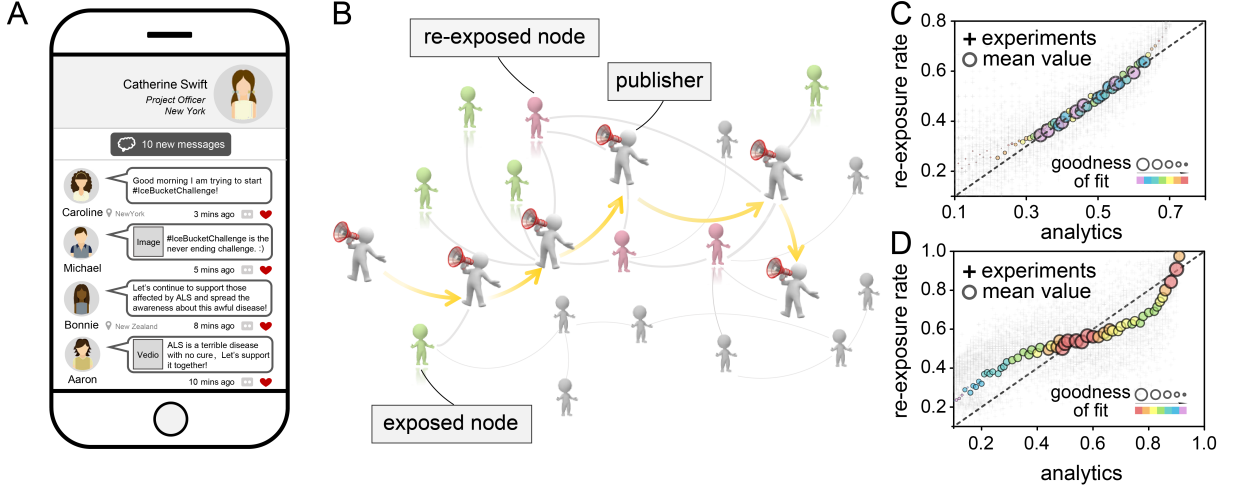 A
Catherine Swift
Project Officer
New York
10 new messages
Good morning I am trying to start
#IceBucketChallenge!
Caroline
NewYork
3 mins ago
Image
#IceBucketChallenge is the
never ending challenge. :)
Michael
5 mins ago
Let's continue to support those
affected by ALS and spread the
awareness about this awful disease!
Bonnie
New Zealand
8 mins ago
Vedio
ALS is a terrible disease
with no cure, Let's support
it together!
Aaron
10 mins ago
B
re-exposed node
publisher
exposed node
C
re-exposure rate
0.8
0.6
0.4
0.2
+ experiments
mean value
goodness
of fit
0.1
0.3
0.5
0.7
analytics
D
re-exposure rate
1.0
0.8
0.6
0.4
0.2
+ experiments
mean value
goodness
of fit
0.2
0.4
0.6
0.8
1.0
analytics